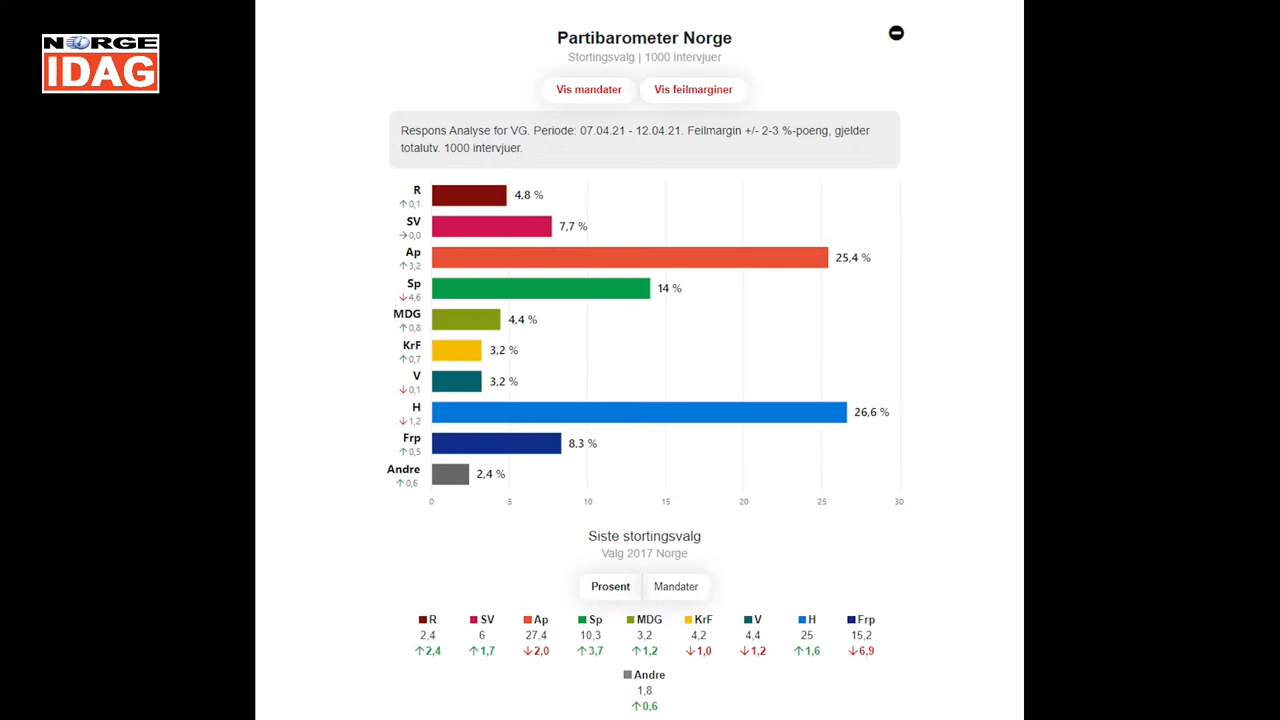 NORGE
IDAG
Partibarometer Norge
Stortingsvalg | 1000 intervjuer
Vis mandater Vis feilmarginer
Respons Analyse for VG. Periode: 07.04.21 - 12.04.21. Feilmargin +/- 2-3 %-poeng, gjelder
totalutv. 1000 intervjuer.
R 4,8 %
↑0,1
SV 7,7 %
→0,0
Ap 25,4 %
↑3,2
Sp 14 %
↓4,6
MDG 4,4 %
↑0,8
KrF 3,2 %
↑0,7
V 3,2 %
↓0,1
H 26,6 %
↓1,2
Frp 8,3 %
↑0,5
Andre 2,4 %
↑0,6
0 5 10 15 20 25 30
Siste stortingsvalg
Valg 2017 Norge
Prosent Mandater
R SV Ap Sp MDG KrF V H Frp
2,4 6 27,4 10,3 3,2 4,2 4,4 25 15,2
↑2,4 ↑1,7 ↓2,0 ↑3,7 ↑1,2 ↓1,0 ↓1,2 ↑1,6 ↓6,9
Andre
1,8
↑0,6